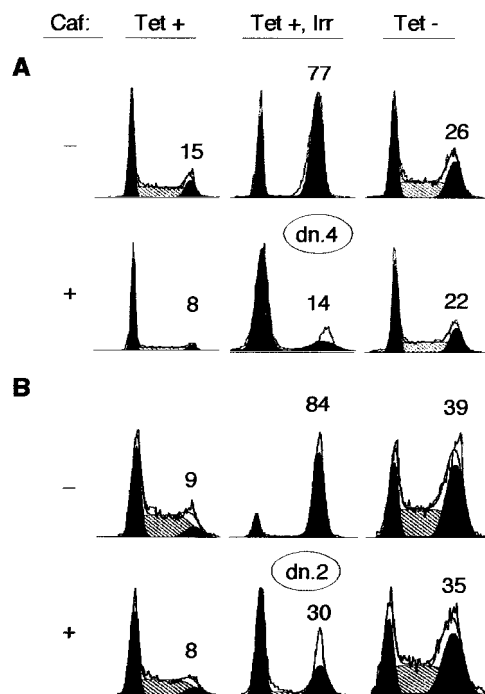 Caf: Tet + Tet +, Irr Tet -
A
77
15 26
−
dn.4
+ 8 14 22
B
84 39
− 9
dn.2
30 35
+ 8